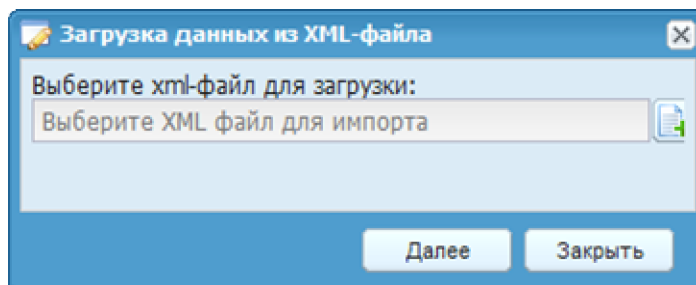 Загрузка данных из XML-файла
Выберите xml-файл для загрузки:
Выберите XML файл для импорта
Далее
Закрыть